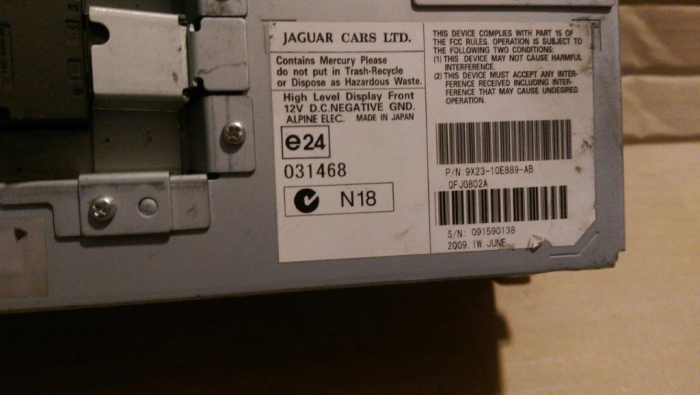 JAGUAR CARS LTD.
Contains Mercury Please
do not put in Trash-Recycle
or Dispose as Hazardous Waste.
High Level Display Front
12V D.C.NEGATIVE GND.
ALPINE ELEC. MADE IN JAPAN
e24
031468
N18
THIS DEVICE COMPLIES WITH PART 15 OF
THE FCC RULES. OPERATION IS SUBJECT TO
THE FOLLOWING TWO CONDITIONS:
(1) THIS DEVICE MAY NOT CAUSE HARMFUL
INTERFERENCE.
(2) THIS DEVICE MUST ACCEPT ANY INTER-
FERENCE RECEIVED INCLUDING INTER-
FERENCE THAT MAY CAUSE UNDESIRED
OPERATION.
P/N:9X23-10E889-AB
QFJG802A
S/N: 091590138
2009. IW. JUNE